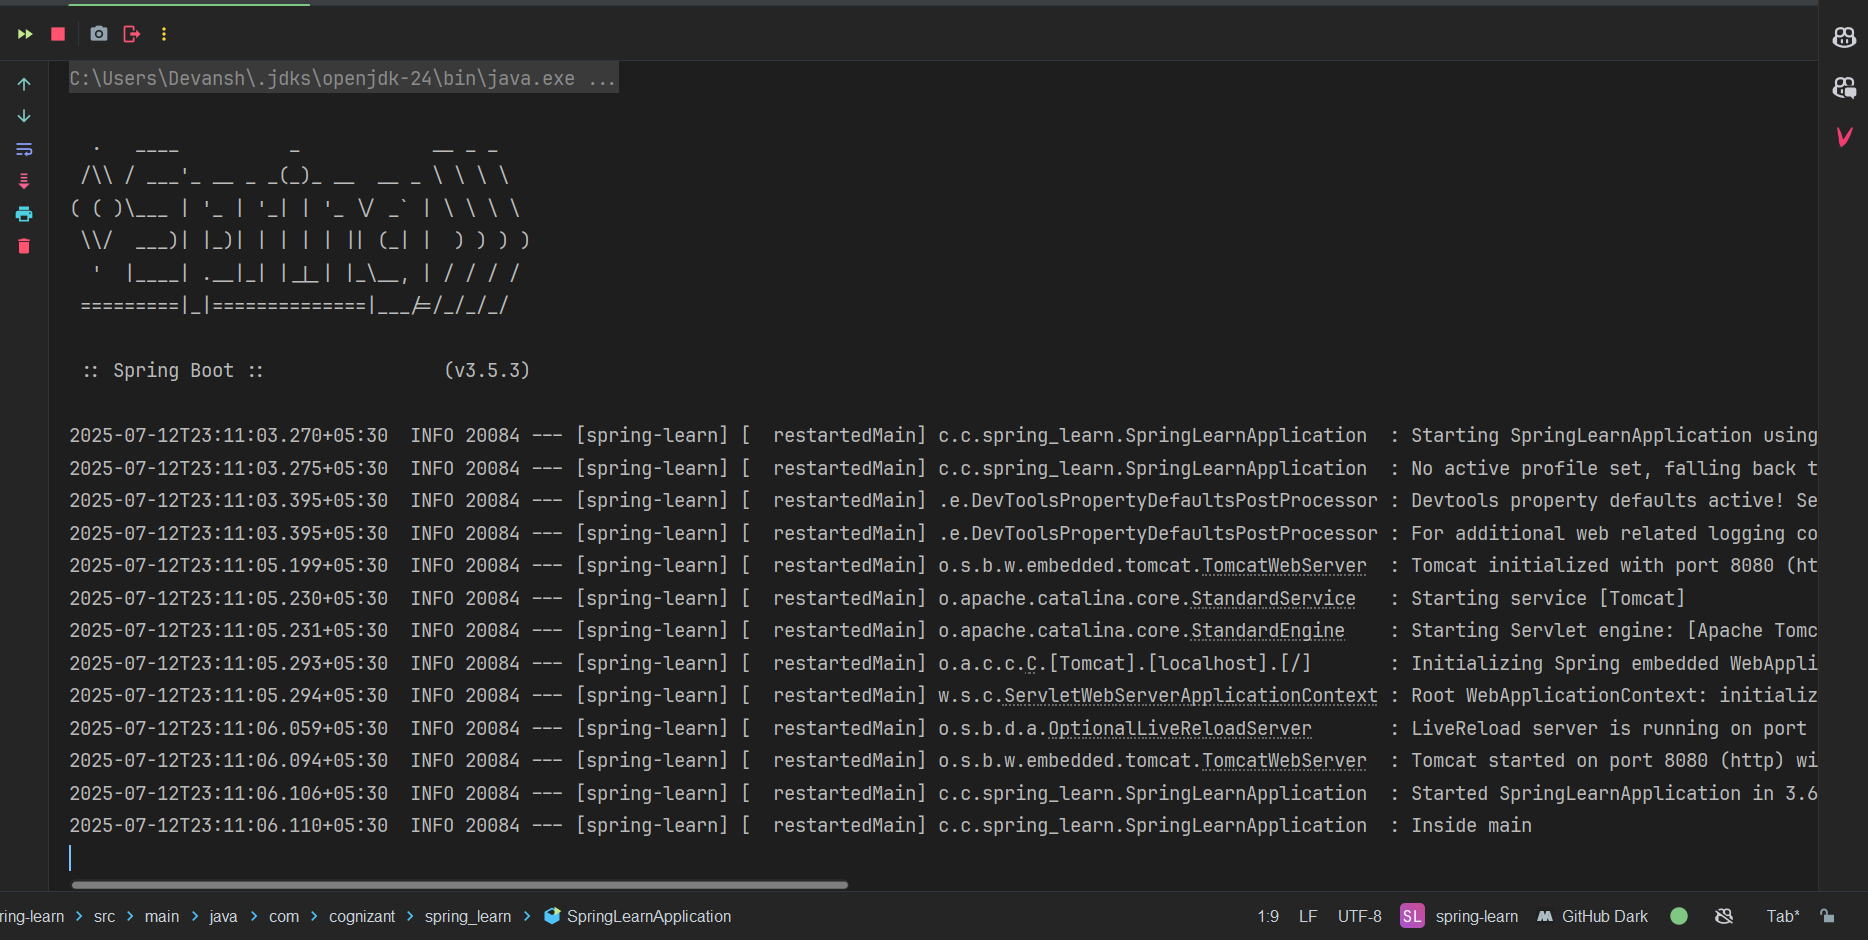 C:\Users\Devansh\.jdks\openjdk-24\bin\java.exe ...
  .   ____          _            __ _ _
 /\\ / ___'_ __ _ _(_)_ __  __ _ \ \ \ \
( ( )\___ | '_ | '_| | '_ \/ _` | \ \ \ \
 \\/  ___)| |_)| | | | | || (_| |  ) ) ) )
  '  |____| .__|_| |_|_| |_\__, | / / / /
 =========|_|==============|___/=/_/_/_/
 :: Spring Boot ::                (v3.5.3)
2025-07-12T23:11:03.270+05:30  INFO 20084 --- [spring-learn] [  restartedMain] c.c.spring_learn.SpringLearnApplication  : Starting SpringLearnApplication using
2025-07-12T23:11:03.275+05:30  INFO 20084 --- [spring-learn] [  restartedMain] c.c.spring_learn.SpringLearnApplication  : No active profile set, falling back t
2025-07-12T23:11:03.395+05:30  INFO 20084 --- [spring-learn] [  restartedMain] .e.DevToolsPropertyDefaultsPostProcessor : Devtools property defaults active! Se
2025-07-12T23:11:03.395+05:30  INFO 20084 --- [spring-learn] [  restartedMain] .e.DevToolsPropertyDefaultsPostProcessor : For additional web related logging co
2025-07-12T23:11:05.199+05:30  INFO 20084 --- [spring-learn] [  restartedMain] o.s.b.w.embedded.tomcat.TomcatWebServer  : Tomcat initialized with port 8080 (ht
2025-07-12T23:11:05.230+05:30  INFO 20084 --- [spring-learn] [  restartedMain] o.apache.catalina.core.StandardService   : Starting service [Tomcat]
2025-07-12T23:11:05.231+05:30  INFO 20084 --- [spring-learn] [  restartedMain] o.apache.catalina.core.StandardEngine    : Starting Servlet engine: [Apache Tomc
2025-07-12T23:11:05.293+05:30  INFO 20084 --- [spring-learn] [  restartedMain] o.a.c.c.C.[Tomcat].[localhost].[/]       : Initializing Spring embedded WebAppli
2025-07-12T23:11:05.294+05:30  INFO 20084 --- [spring-learn] [  restartedMain] w.s.c.ServletWebServerApplicationContext : Root WebApplicationContext: initializ
2025-07-12T23:11:06.059+05:30  INFO 20084 --- [spring-learn] [  restartedMain] o.s.b.d.a.OptionalLiveReloadServer       : LiveReload server is running on port
2025-07-12T23:11:06.094+05:30  INFO 20084 --- [spring-learn] [  restartedMain] o.s.b.w.embedded.tomcat.TomcatWebServer  : Tomcat started on port 8080 (http) wi
2025-07-12T23:11:06.106+05:30  INFO 20084 --- [spring-learn] [  restartedMain] c.c.spring_learn.SpringLearnApplication  : Started SpringLearnApplication in 3.6
2025-07-12T23:11:06.110+05:30  INFO 20084 --- [spring-learn] [  restartedMain] c.c.spring_learn.SpringLearnApplication  : Inside main
ring-learn > src > main > java > com > cognizant > spring_learn > SpringLearnApplication 1:9 LF UTF-8 SL spring-learn GitHub Dark Tab*